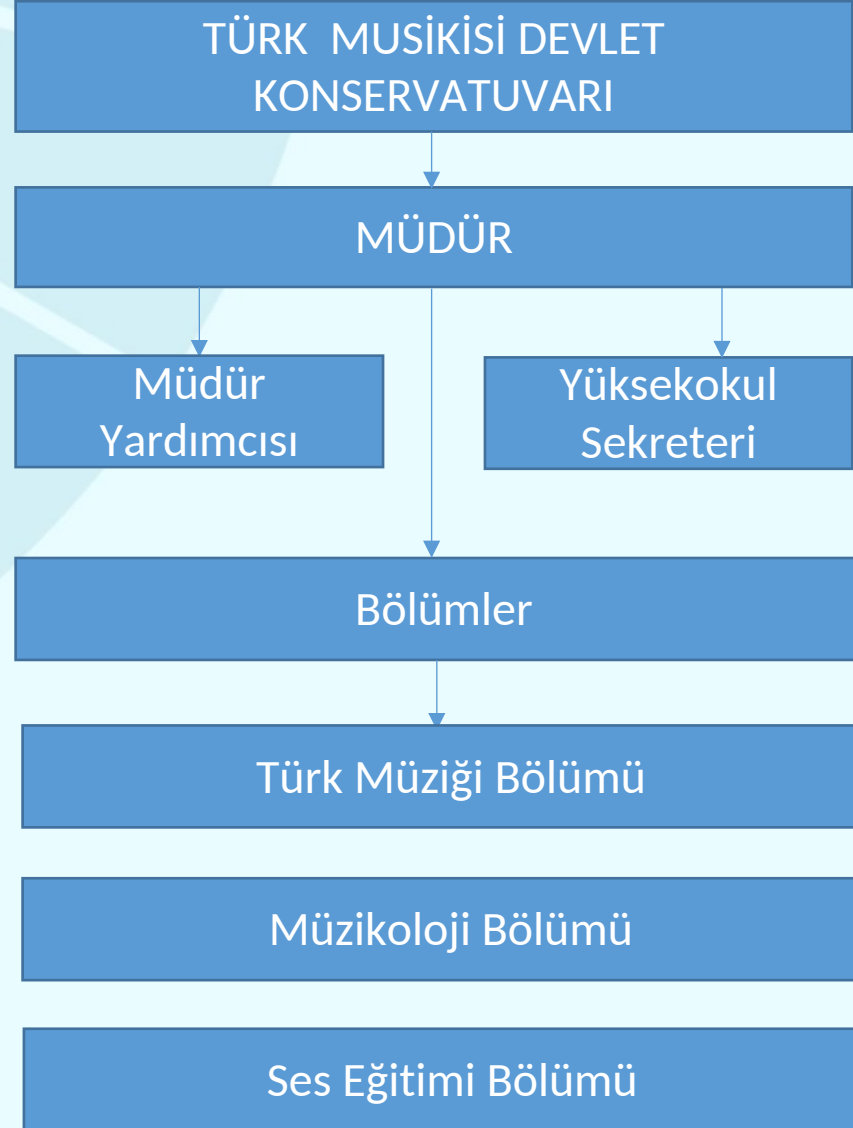 TÜRK MUSİKİSİ DEVLET
KONSERVATUVARI
MÜDÜR
Müdür
Yardımcısı
Yüksekokul
Sekreteri
Bölümler
Türk Müziği Bölümü
Müzikoloji Bölümü
Ses Eğitimi Bölümü